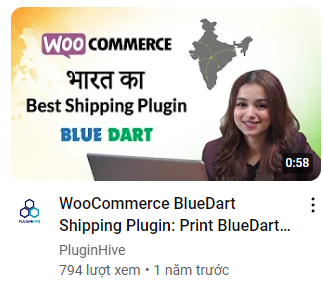 WOO COMMERCE
भारत का
Best Shipping Plugin
BLUE DART
0:58
WooCommerce BlueDart
Shipping Plugin: Print BlueDart...
PLUGINHIVE
PluginHive
794 lượt xem • 1 năm trước